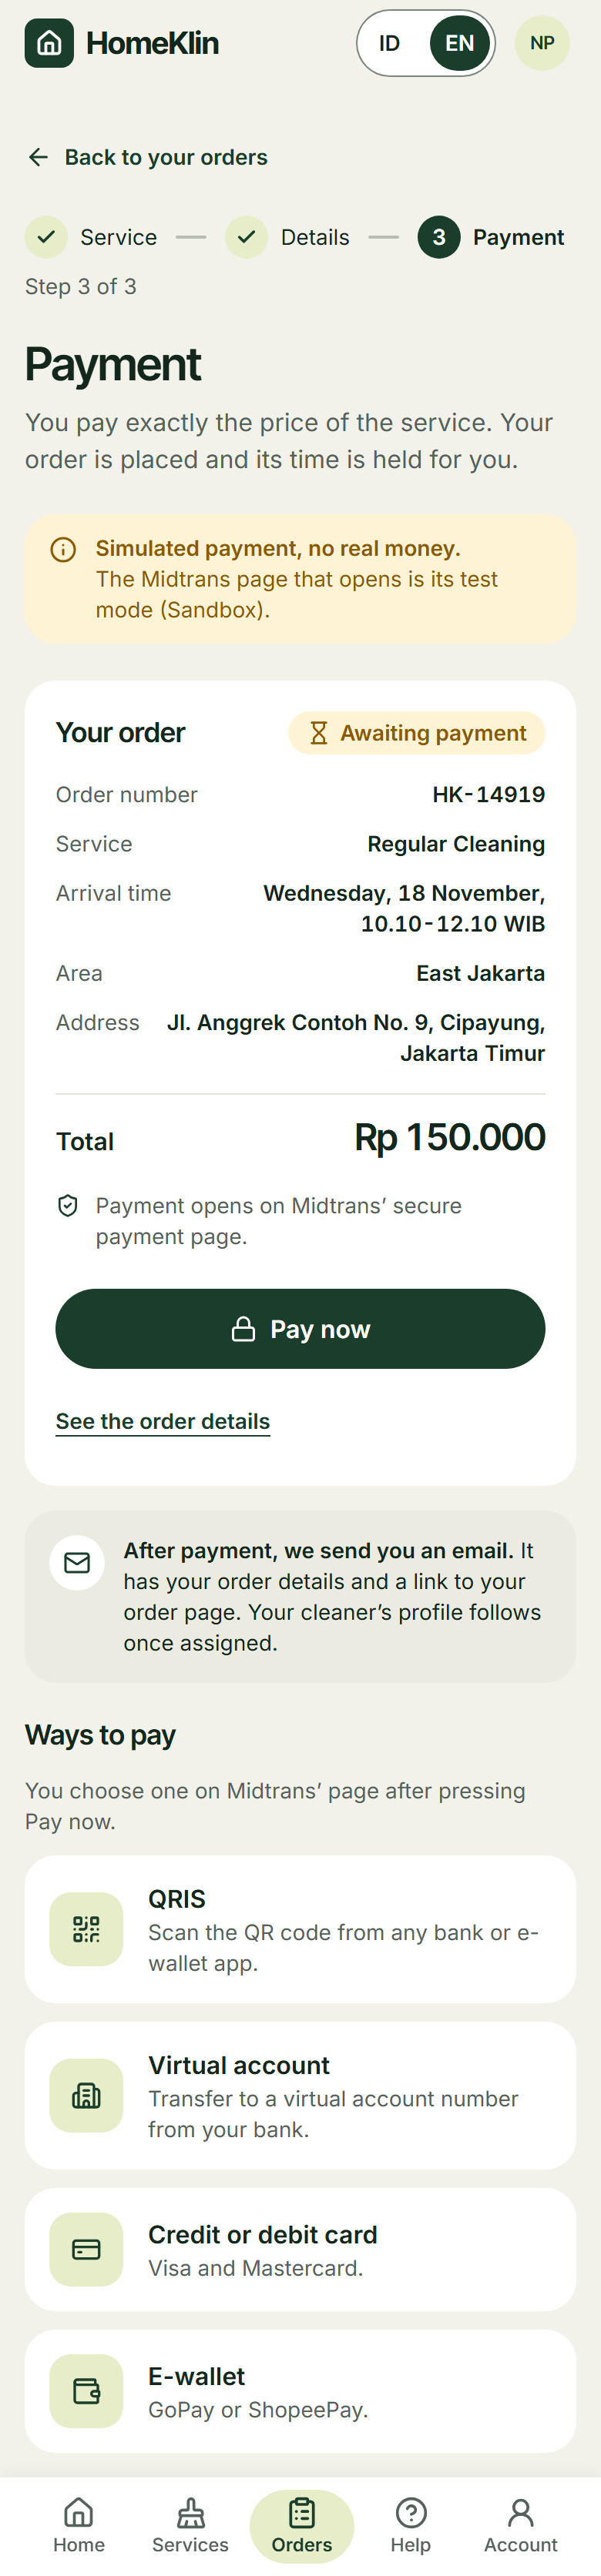 HomeKlin
ID
EN
NP
Back to your orders
Service
Details
3
Payment
Step 3 of 3
Payment
You pay exactly the price of the service. Your
order is placed and its time is held for you.
Simulated payment, no real money.
The Midtrans page that opens is its test
mode (Sandbox).
Your order
Awaiting payment
Order number
HK-14919
Service
Regular Cleaning
Arrival time
Wednesday, 18 November,
10.10-12.10 WIB
Area
East Jakarta
Address
Jl. Anggrek Contoh No. 9, Cipayung,
Jakarta Timur
Total
Rp 150.000
Payment opens on Midtrans’ secure
payment page.
Pay now
See the order details
After payment, we send you an email. It
has your order details and a link to your
order page. Your cleaner’s profile follows
once assigned.
Ways to pay
You choose one on Midtrans’ page after pressing
Pay now.
QRIS
Scan the QR code from any bank or e-
wallet app.
Virtual account
Transfer to a virtual account number
from your bank.
Credit or debit card
Visa and Mastercard.
E-wallet
GoPay or ShopeePay.
Home
Services
Orders
Help
Account